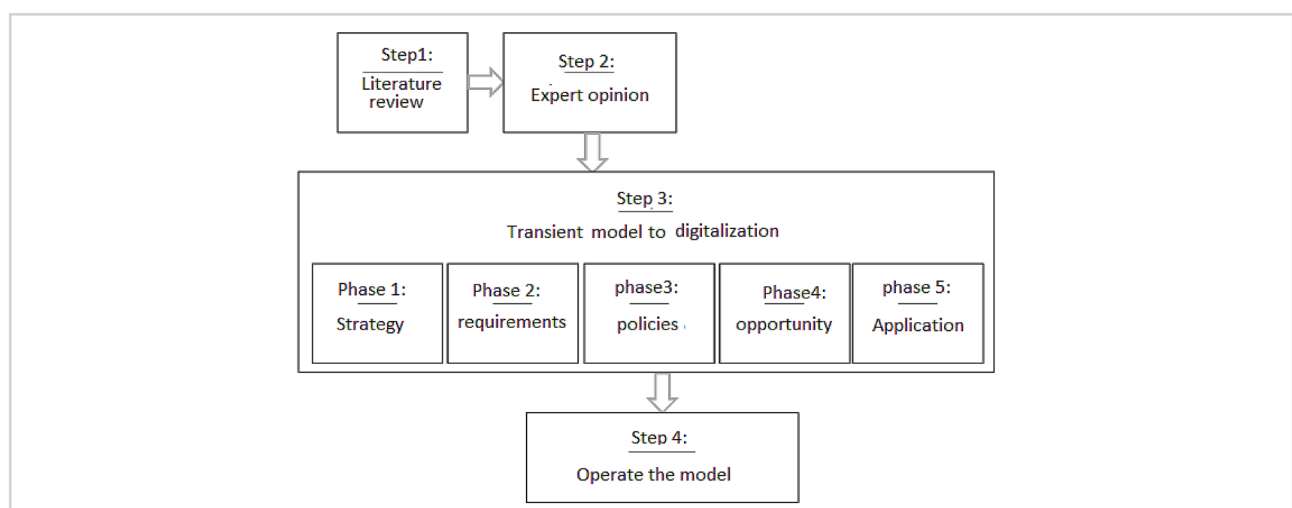 Step1:
Literature
review
Step 2:
Expert opinion
Step 3:
Transient model to digitalization
Phase 1:
Strategy
Phase 2:
requirements
phase3:
policies
Phase4:
opportunity
phase 5:
Application
Step 4:
Operate the model